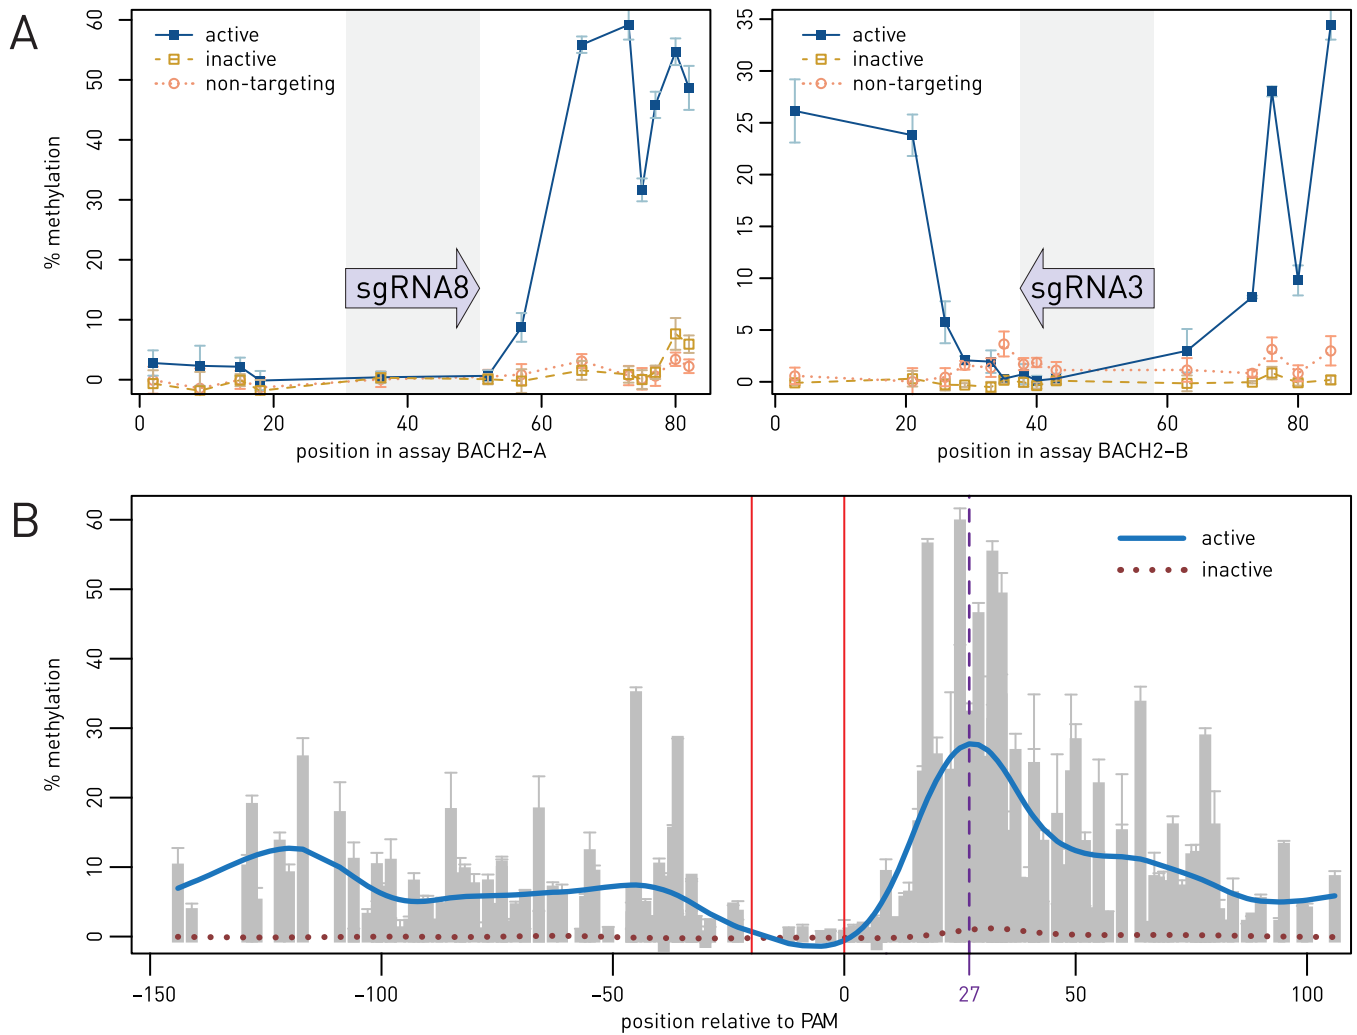 A
% methylation
60
50
40
30
20
10
0
active
inactive
non-targeting
sgRNA8
0 20 40 60 80
position in assay BACH2–A
35
30
25
20
15
10
5
0
active
inactive
non-targeting
sgRNA3
0 20 40 60 80
position in assay BACH2–B
B
% methylation
60
50
40
30
20
10
0
active
inactive
−150 −100 −50 0 27 50 100
position relative to PAM